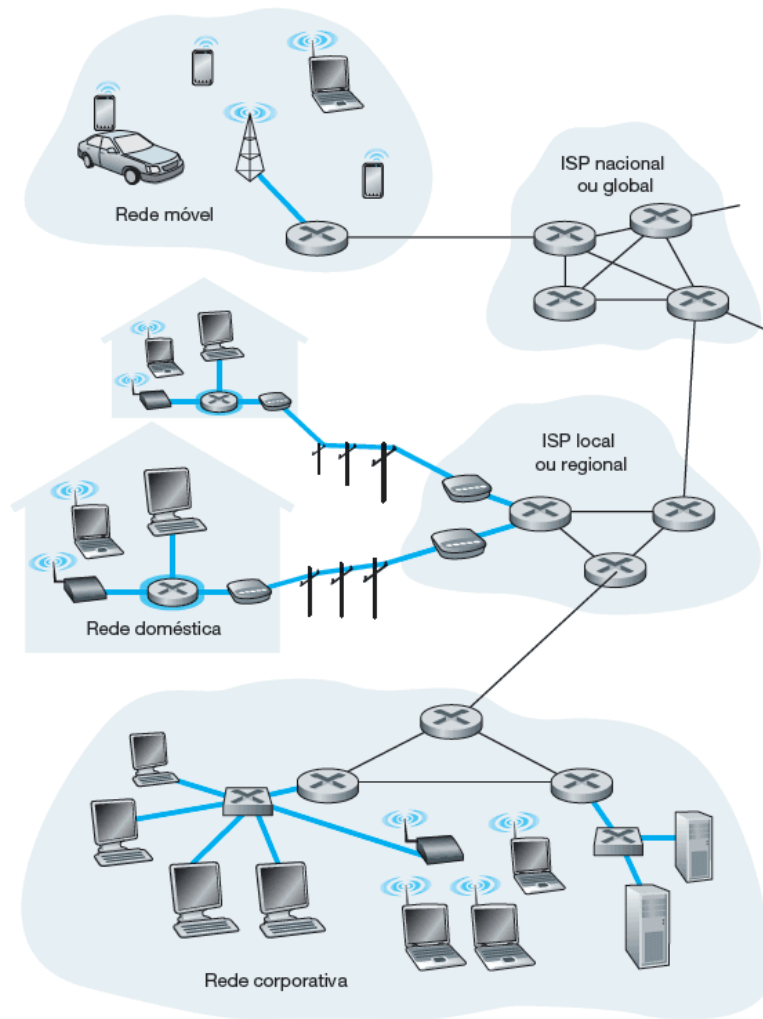 Rede móvel
ISP nacional
ou global
ISP local
ou regional
Rede doméstica
Rede corporativa